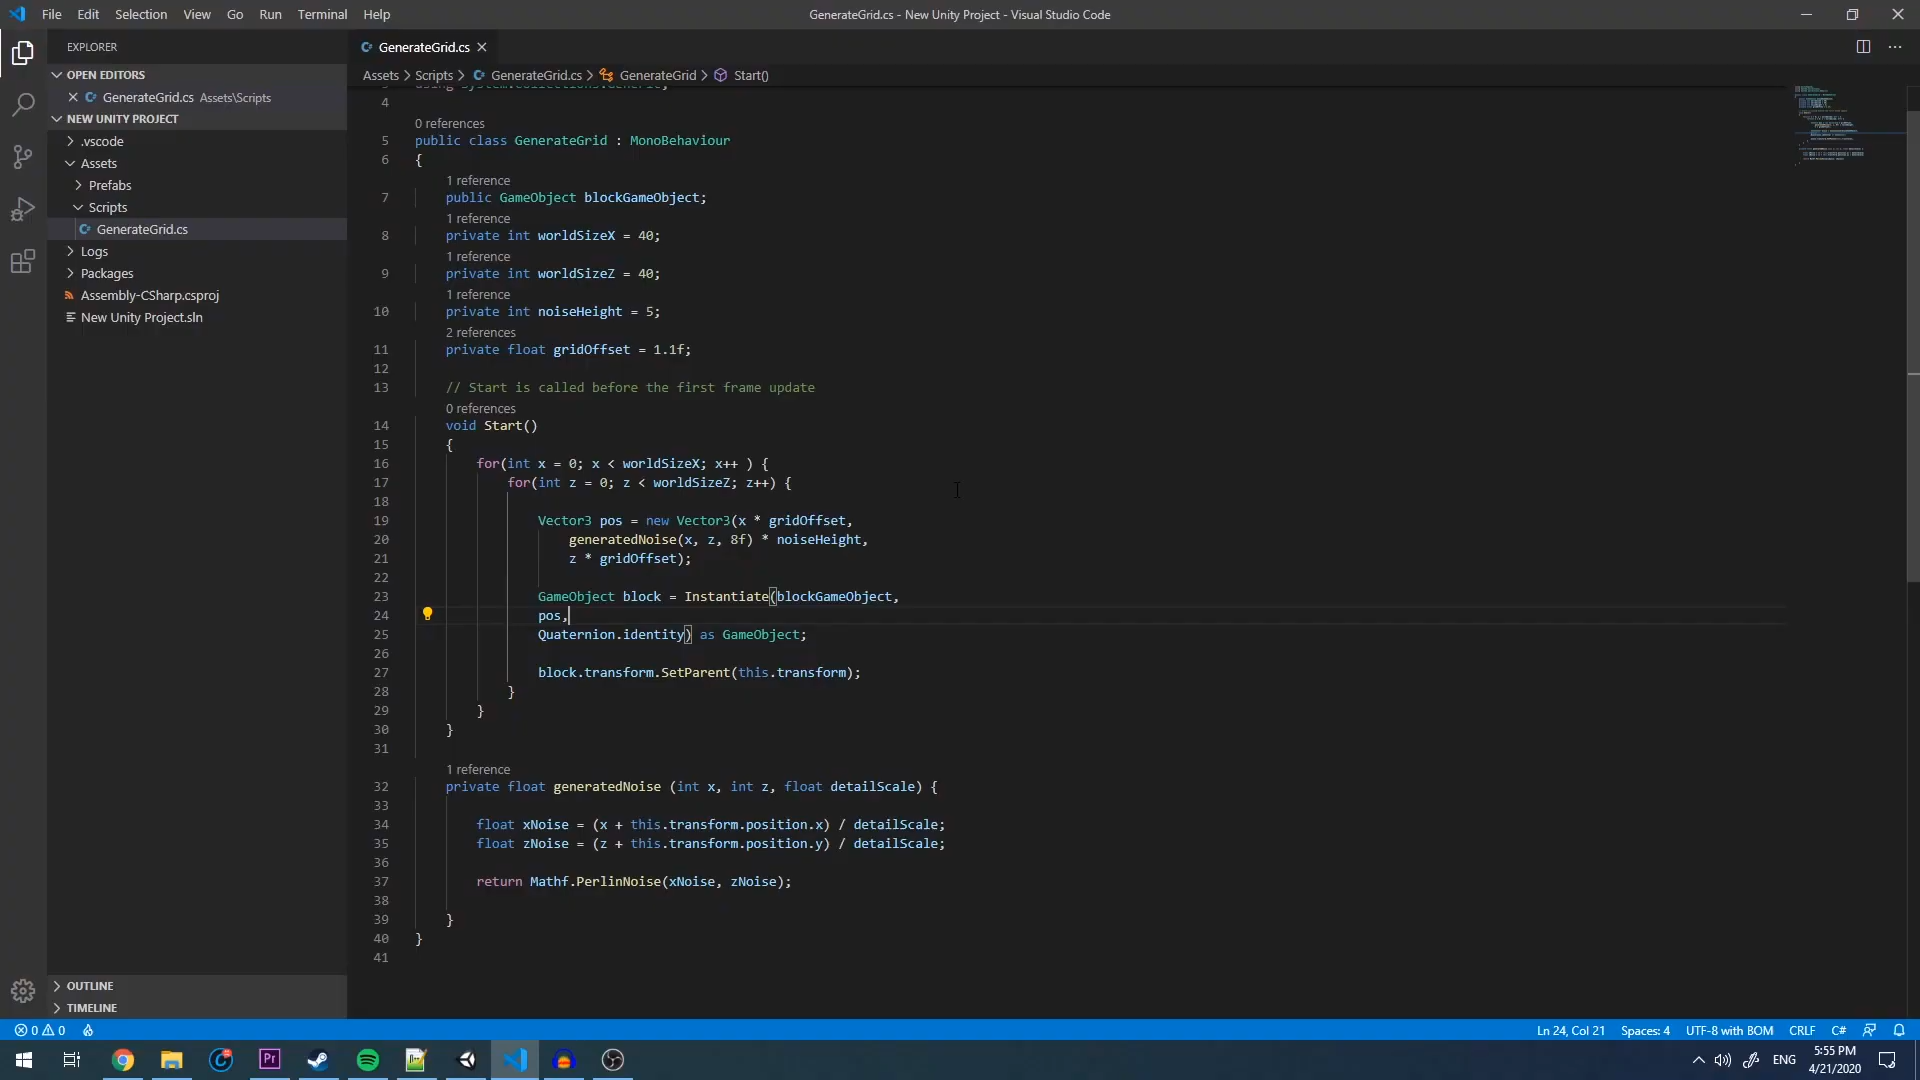 File Edit Selection View Go Run Terminal Help
GenerateGrid.cs - New Unity Project - Visual Studio Code
EXPLORER
OPEN EDITORS
GenerateGrid.cs Assets\Scripts
NEW UNITY PROJECT
.vscode
Assets
Prefabs
Scripts
GenerateGrid.cs
Logs
Packages
Assembly-CSharp.csproj
New Unity Project.sln
OUTLINE
TIMELINE
GenerateGrid.cs
Assets > Scripts > GenerateGrid.cs > GenerateGrid > Start()
using System.Collections.Generic;
4
0 references
5 public class GenerateGrid : MonoBehaviour
6 {
1 reference
7 public GameObject blockGameObject;
1 reference
8 private int worldSizeX = 40;
1 reference
9 private int worldSizeZ = 40;
1 reference
10 private int noiseHeight = 5;
2 references
11 private float gridOffset = 1.1f;
12
13 // Start is called before the first frame update
0 references
14 void Start()
15 {
16 for(int x = 0; x < worldSizeX; x++ ) {
17 for(int z = 0; z < worldSizeZ; z++) {
18
19 Vector3 pos = new Vector3(x * gridOffset,
20 generatedNoise(x, z, 8f) * noiseHeight,
21 z * gridOffset);
22
23 GameObject block = Instantiate(blockGameObject,
24 pos,
25 Quaternion.identity) as GameObject;
26
27 block.transform.SetParent(this.transform);
28 }
29 }
30 }
31
1 reference
32 private float generatedNoise (int x, int z, float detailScale) {
33
34 float xNoise = (x + this.transform.position.x) / detailScale;
35 float zNoise = (z + this.transform.position.y) / detailScale;
36
37 return Mathf.PerlinNoise(xNoise, zNoise);
38
39 }
40 }
41
0 0
Ln 24, Col 21 Spaces: 4 UTF-8 with BOM CRLF C#
Pr
ENG
5:55 PM
4/21/2020